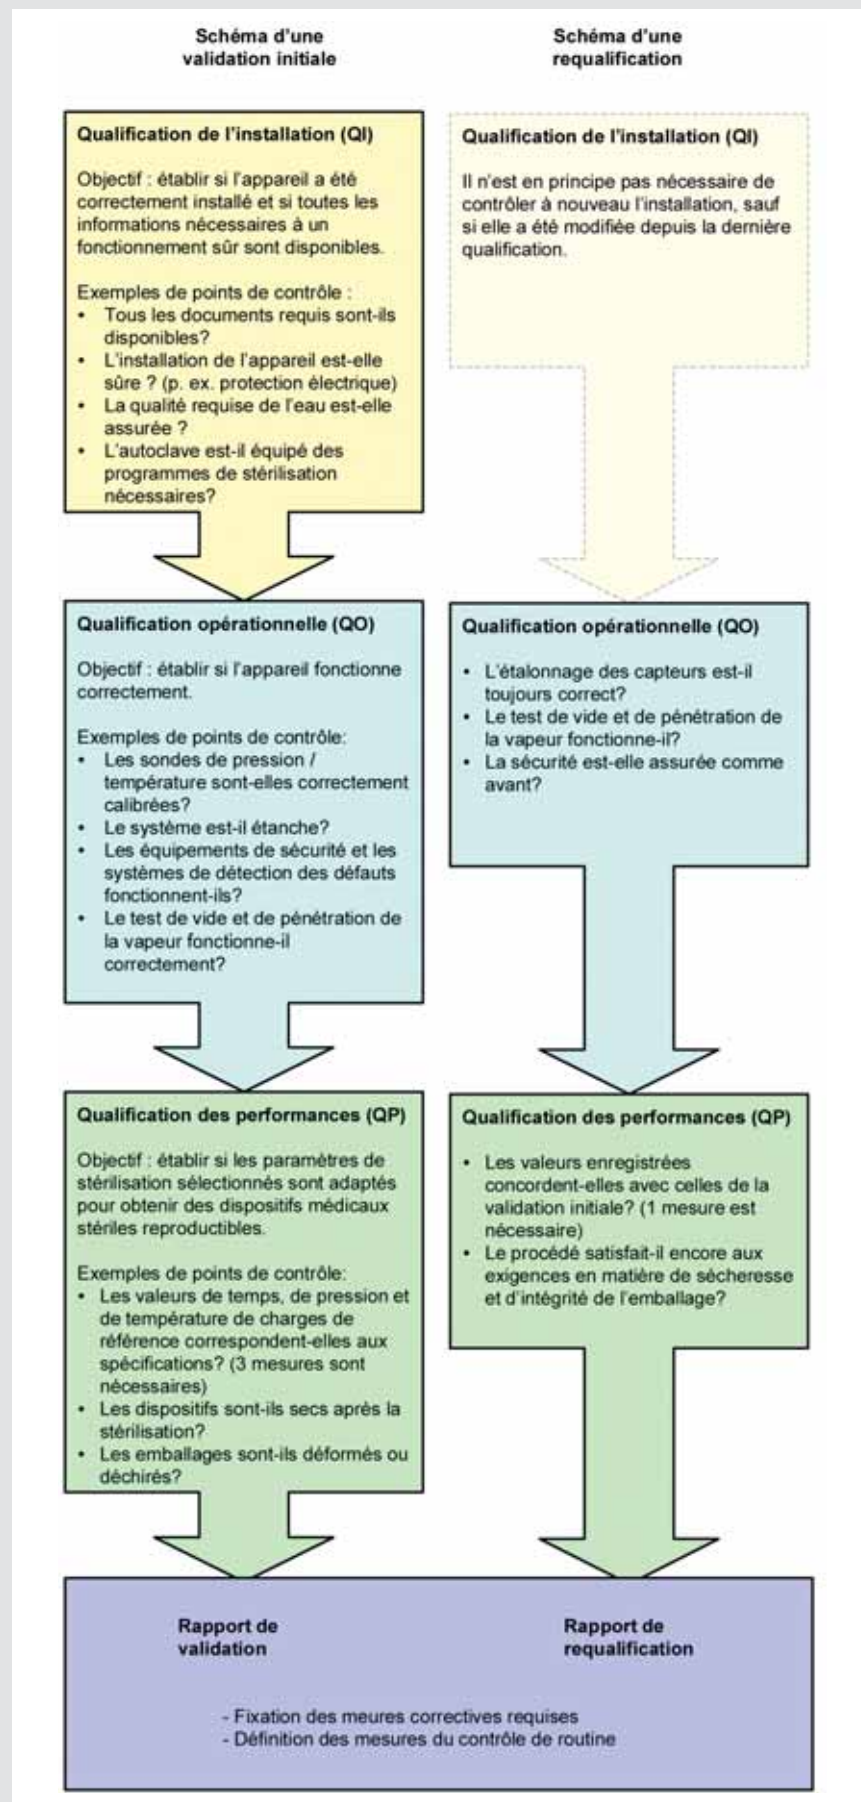 Schéma d'une
validation initiale
Schéma d'une
requalification
Qualification de l'installation (QI)
Objectif : établir si l'appareil a été
correctement installé et si toutes les
informations nécessaires à un
fonctionnement sûr sont disponibles.
Exemples de points de contrôle :
• Tous les documents requis sont-ils
disponibles?
• L'installation de l'appareil est-elle
sûre ? (p. ex. protection électrique)
• La qualité requise de l'eau est-elle
assurée ?
• L'autoclave est-il équipé des
programmes de stérilisation
nécessaires?
Qualification de l'installation (QI)
Il n'est en principe pas nécessaire de
contrôler à nouveau l'installation, sauf
si elle a été modifiée depuis la dernière
qualification.
Qualification opérationnelle (QO)
Objectif : établir si l'appareil fonctionne
correctement.
Exemples de points de contrôle:
• Les sondes de pression /
température sont-elles correctement
calibrées?
• Le système est-il étanche?
• Les équipements de sécurité et les
systèmes de détection des défauts
fonctionnent-ils?
• Le test de vide et de pénétration de
la vapeur fonctionne-il
correctement?
Qualification opérationnelle (QO)
• L'étalonnage des capteurs est-il
toujours correct?
• Le test de vide et de pénétration de
la vapeur fonctionne-il?
• La sécurité est-elle assurée comme
avant?
Qualification des performances (QP)
Objectif : établir si les paramètres de
stérilisation sélectionnés sont adaptés
pour obtenir des dispositifs médicaux
stériles reproductibles.
Exemples de points de contrôle:
• Les valeurs de temps, de pression et
de température de charges de
référence correspondent-elles aux
spécifications? (3 mesures sont
nécessaires)
• Les dispositifs sont-ils secs après la
stérilisation?
• Les emballages sont-ils déformés ou
déchirés?
Qualification des performances (QP)
• Les valeurs enregistrées
concordent-elles avec celles de la
validation initiale? (1 mesure est
nécessaire)
• Le procédé satisfait-il encore aux
exigences en matière de sécheresse
et d'intégrité de l'emballage?
Rapport de
validation
Rapport de
requalification
- Fixation des meures correctives requises
- Définition des mesures du contrôle de routine